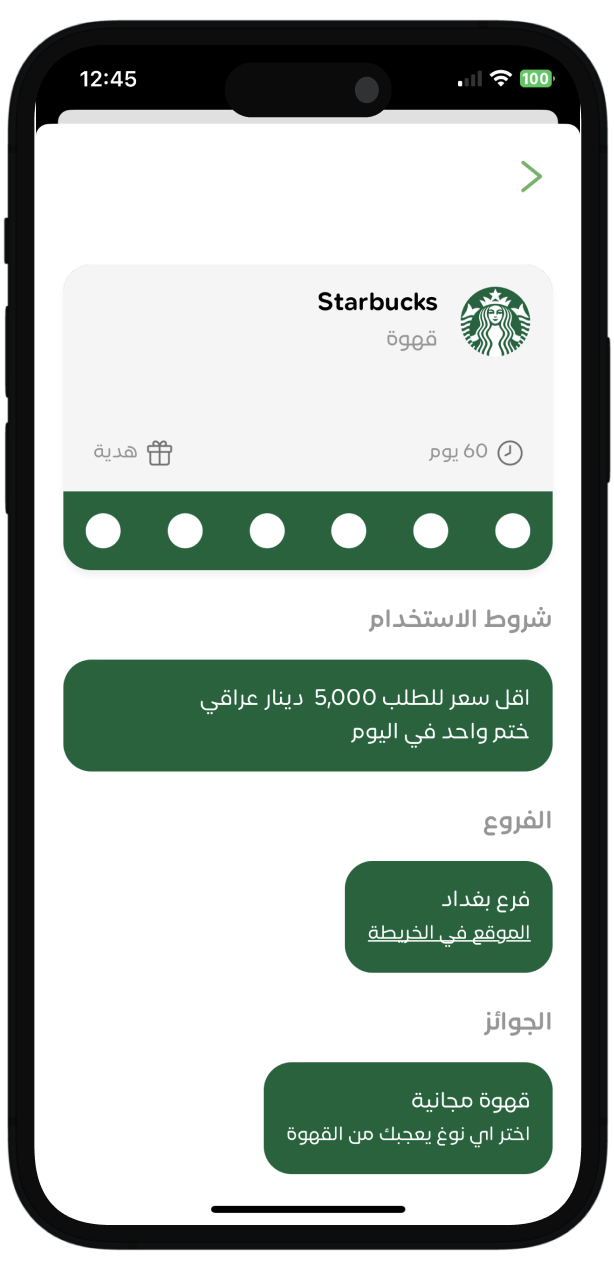 12:45
100
Starbucks
قهوة
60 يوم
هدية
شروط الاستخدام
اقل سعر للطلب 5,000 دينار عراقي
ختم واحد في اليوم
الفروع
فرع بغداد
الموقع في الخريطة
الجوائز
قهوة مجانية
اختر اي نوغ يعجبك من القهوة